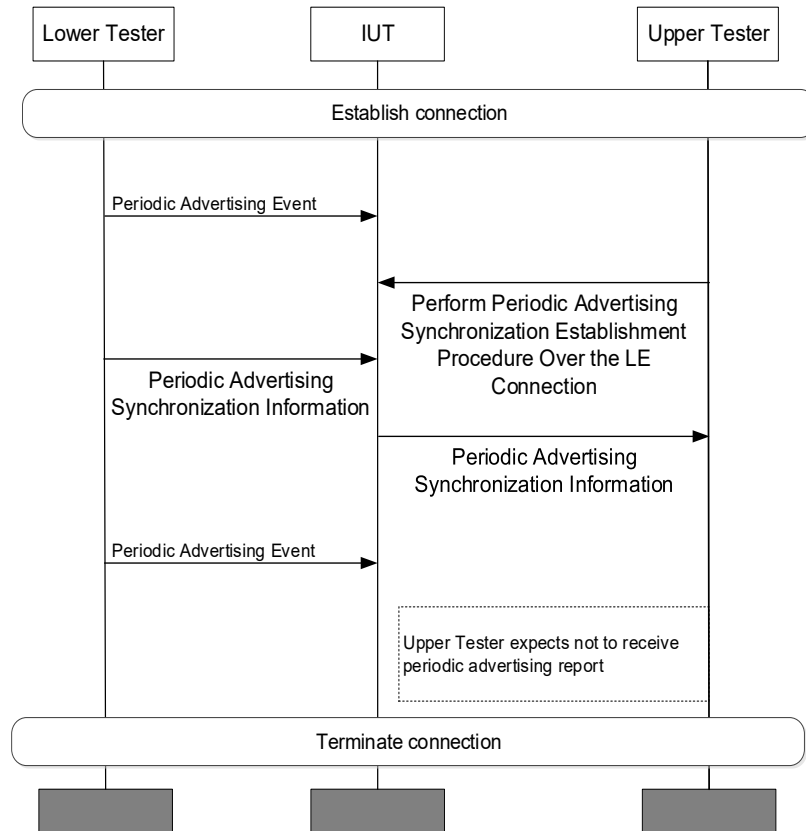 Lower Tester
IUT
Upper Tester
Establish connection
Periodic Advertising Event
Perform Periodic Advertising
Synchronization Establishment
Procedure Over the LE
Connection
Periodic Advertising
Synchronization Information
Periodic Advertising
Synchronization Information
Periodic Advertising Event
Upper Tester expects not to receive
periodic advertising report
Terminate connection